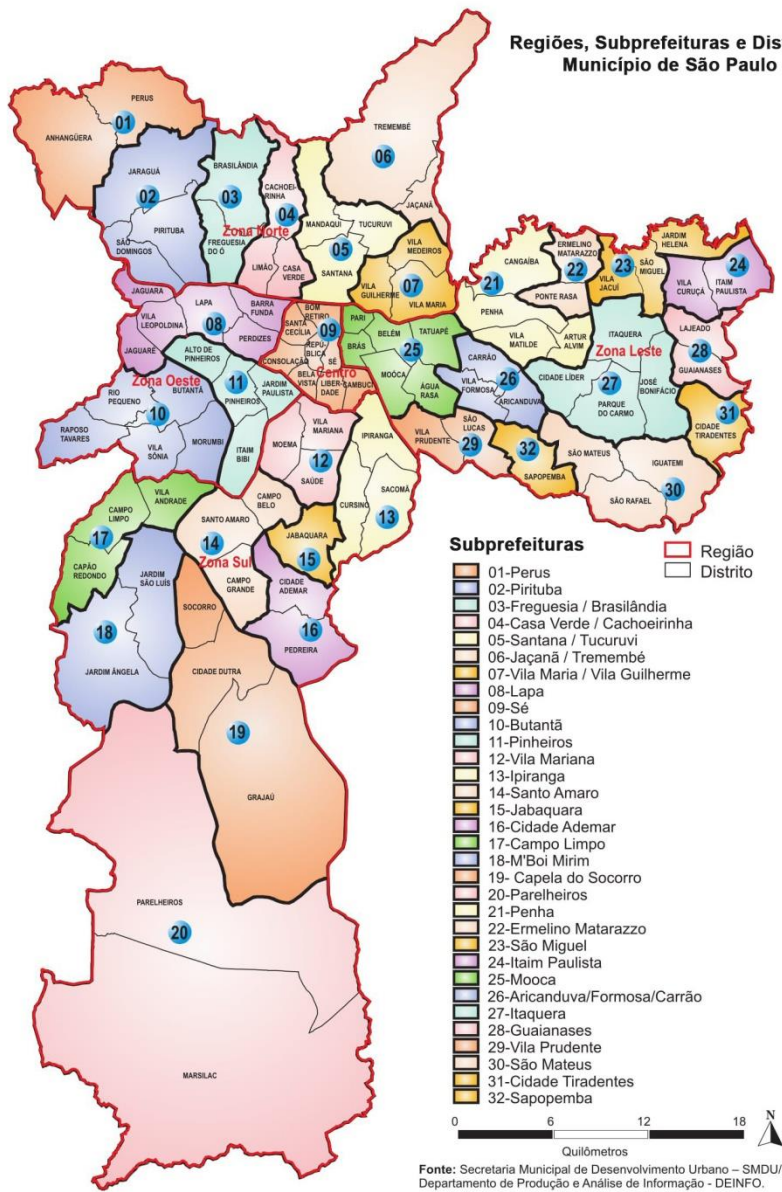 Regiões, Subprefeituras e Dis
Município de São Paulo
PERUS
01
ANHANGÜERA
TREMEMBÉ
06
JARAGUÁ
02
BRASILÂNDIA
03
CACHOEI-
RINHA
04
JAÇANÃ
PIRITUBA
SÃO
DOMINGOS
Zona Norte
FREGUESIA
DO Ó
MANDAQUI
TUCURUVI
05
SANTANA
LIMÃO
CASA
VERDE
VILA
MEDEIROS
07
VILA
GUILHERME
VILA MARIA
CANGAÍBA
21
PENHA
VILA
MATILDE
ARTUR
ALVIM
ERMELINO
MATARAZZO
22
PONTE RASA
23
VILA
JACUÍ
SÃO
MIGUEL
JARDIM
HELENA
24
VILA
CURUÇÁ
ITAIM
PAULISTA
JAGUARA
VILA
LEOPOLDINA
LAPA
08
BARRA
FUNDA
PERDIZES
JAGUARÉ
BOM
RETIRO
09
SANTA
CECÍLIA
REPÚ
BLICA
SÉ
CONSOLAÇÃO
Centro
BELA
VISTA
LIBER-
DADE
CAMBUCI
PARI
BRÁS
BELÉM
TATUAPÉ
25
MOÓCA
ÁGUA
RASA
CARRÃO
26
VILA
FORMOSA
ARICANDUVA
ITAQUERA
Zona Leste
CIDADE LÍDER
27
PARQUE
DO CARMO
JOSÉ
BONIFÁCIO
LAJEADO
28
GUAIANASES
31
CIDADE
TIRADENTES
ALTO DE
PINHEIROS
11
PINHEIROS
JARDIM
PAULISTA
ITAIM
BIBI
Zona Oeste
RIO
PEQUENO
BUTANTÃ
10
RAPOSO
TAVARES
VILA
SÔNIA
MORUMBI
MOEMA
VILA
MARIANA
12
SAÚDE
IPIRANGA
CURSINO
SACOMÃ
13
VILA
PRUDENTE
SÃO
LUCAS
29
32
SAPOPEMBA
SÃO MATEUS
IGUATEMI
SÃO RAFAEL
30
CAMPO
LIMPO
VILA
ANDRADE
17
CAPÃO
REDONDO
SANTO AMARO
CAMPO
BELO
14
Zona Sul
CAMPO
GRANDE
JABAQUARA
15
JARDIM
SÃO LUÍS
18
JARDIM ÂNGELA
SOCORRO
CIDADE
ADEMAR
16
PEDREIRA
CIDADE DUTRA
19
GRAJAÚ
PARELHEIROS
20
MARSILAC
Subprefeituras
Região
Distrito
01-Perus
02-Pirituba
03-Freguesia / Brasilândia
04-Casa Verde / Cachoeirinha
05-Santana / Tucuruvi
06-Jaçanã / Tremembé
07-Vila Maria / Vila Guilherme
08-Lapa
09-Sé
10-Butantã
11-Pinheiros
12-Vila Mariana
13-Ipiranga
14-Santo Amaro
15-Jabaquara
16-Cidade Ademar
17-Campo Limpo
18-M'Boi Mirim
19- Capela do Socorro
20-Parelheiros
21-Penha
22-Ermelino Matarazzo
23-São Miguel
24-Itaim Paulista
25-Mooca
26-Aricanduva/Formosa/Carrão
27-Itaquera
28-Guaianases
29-Vila Prudente
30-São Mateus
31-Cidade Tiradentes
32-Sapopemba
0 6 12 18
N
Quilômetros
Fonte: Secretaria Municipal de Desenvolvimento Urbano – SMDU/
Departamento de Produção e Análise de Informação - DEINFO.